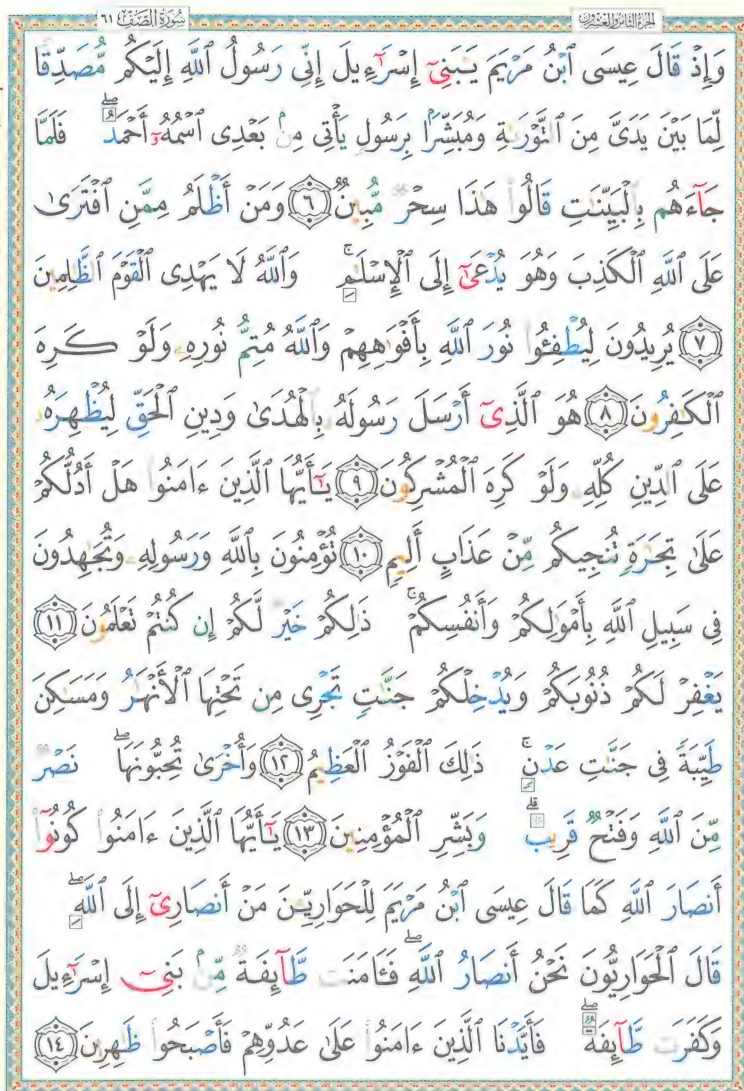 الجزء الثامن والعشرون
سُورَةُ الصَّفِّ ٦١
وَإِذۡ قَالَ عِيسَى ٱبۡنُ مَرۡيَمَ يَـٰبَنِيٓ إِسۡرَـٰٓءِيلَ إِنِّي رَسُولُ ٱللَّهِ إِلَيۡكُم مُّصَدِّقٗا
لِّمَا بَيۡنَ يَدَيَّ مِنَ ٱلتَّوۡرَىٰةِ وَمُبَشِّرَۢا بِرَسُولٖ يَأۡتِي مِنۢ بَعۡدِي ٱسۡمُهُۥٓ أَحۡمَدُۖ فَلَمَّا
جَآءَهُم بِٱلۡبَيِّنَـٰتِ قَالُواْ هَـٰذَا سِحۡرٞ مُّبِينٞ ٦ وَمَنۡ أَظۡلَمُ مِمَّنِ ٱفۡتَرَىٰ
عَلَى ٱللَّهِ ٱلۡكَذِبَ وَهُوَ يُدۡعَىٰٓ إِلَى ٱلۡإِسۡلَـٰمِۚ وَٱللَّهُ لَا يَهۡدِي ٱلۡقَوۡمَ ٱلظَّـٰلِمِينَ
٧ يُرِيدُونَ لِيُطۡفِـُٔواْ نُورَ ٱللَّهِ بِأَفۡوَٰهِهِمۡ وَٱللَّهُ مُتِمُّ نُورِهِۦ وَلَوۡ كَرِهَ
ٱلۡكَـٰفِرُونَ ٨ هُوَ ٱلَّذِيٓ أَرۡسَلَ رَسُولَهُۥ بِٱلۡهُدَىٰ وَدِينِ ٱلۡحَقِّ لِيُظۡهِرَهُۥ
عَلَى ٱلدِّينِ كُلِّهِۦ وَلَوۡ كَرِهَ ٱلۡمُشۡرِكُونَ ٩ يَـٰٓأَيُّهَا ٱلَّذِينَ ءَامَنُواْ هَلۡ أَدُلُّكُمۡ
عَلَىٰ تِجَـٰرَةٖ تُنجِيكُم مِّنۡ عَذَابٍ أَلِيمٖ ١٠ تُؤۡمِنُونَ بِٱللَّهِ وَرَسُولِهِۦ وَتُجَـٰهِدُونَ
فِي سَبِيلِ ٱللَّهِ بِأَمۡوَٰلِكُمۡ وَأَنفُسِكُمۡۚ ذَٰلِكُمۡ خَيۡرٞ لَّكُمۡ إِن كُنتُمۡ تَعۡلَمُونَ ١١
يَغۡفِرۡ لَكُمۡ ذُنُوبَكُمۡ وَيُدۡخِلۡكُمۡ جَنَّـٰتٖ تَجۡرِي مِن تَحۡتِهَا ٱلۡأَنۡهَـٰرُ وَمَسَـٰكِنَ
طَيِّبَةٗ فِي جَنَّـٰتِ عَدۡنٖۚ ذَٰلِكَ ٱلۡفَوۡزُ ٱلۡعَظِيمُ ١٢ وَأُخۡرَىٰ تُحِبُّونَهَاۖ نَصۡرٞ
مِّنَ ٱللَّهِ وَفَتۡحٞ قَرِيبٞۗ وَبَشِّرِ ٱلۡمُؤۡمِنِينَ ١٣ يَـٰٓأَيُّهَا ٱلَّذِينَ ءَامَنُواْ كُونُوٓاْ
أَنصَارَ ٱللَّهِ كَمَا قَالَ عِيسَى ٱبۡنُ مَرۡيَمَ لِلۡحَوَارِيِّـۧنَ مَنۡ أَنصَارِيٓ إِلَى ٱللَّهِۖ
قَالَ ٱلۡحَوَارِيُّونَ نَحۡنُ أَنصَارُ ٱللَّهِۖ فَـَٔامَنَت طَّآئِفَةٞ مِّنۢ بَنِيٓ إِسۡرَـٰٓءِيلَ
وَكَفَرَت طَّآئِفَةٞۖ فَأَيَّدۡنَا ٱلَّذِينَ ءَامَنُواْ عَلَىٰ عَدُوِّهِمۡ فَأَصۡبَحُواْ ظَـٰهِرِينَ ١٤